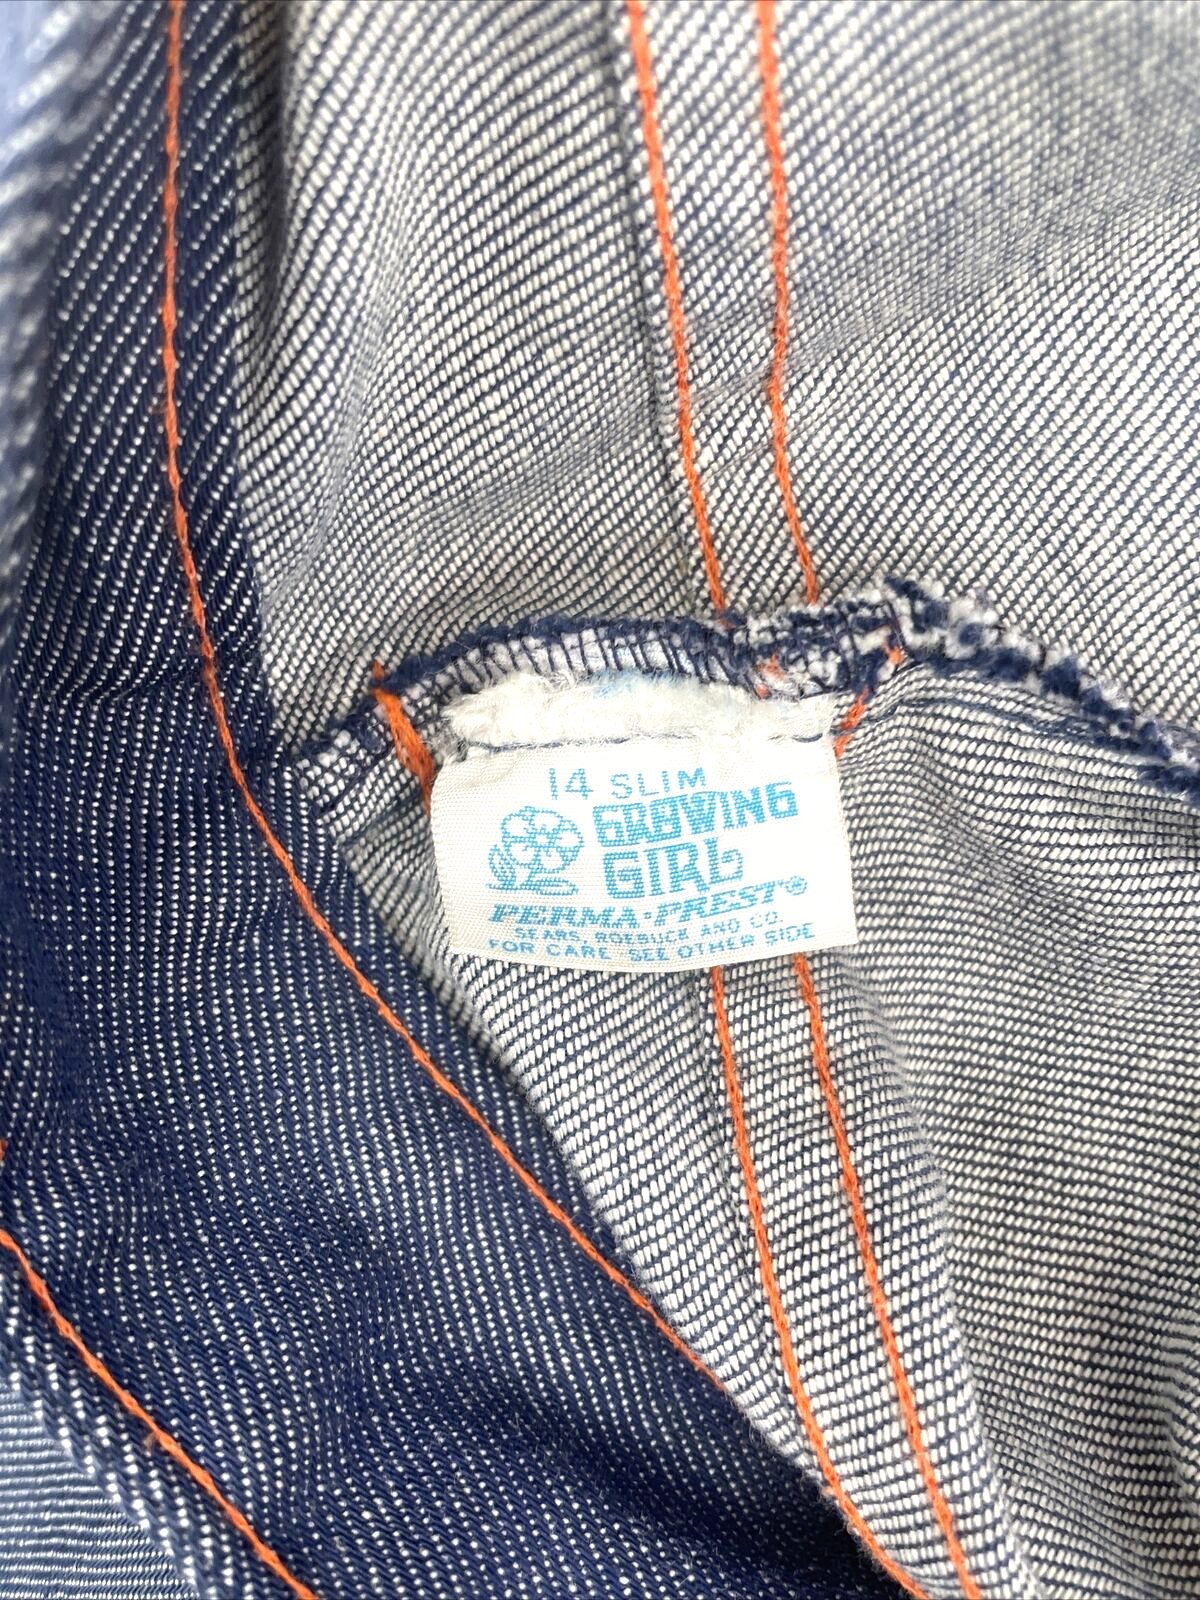 14 SLIM
GROWING
GIRL
PERMA-PREST®
SEARS, ROEBUCK AND CO.
FOR CARE SEE OTHER SIDE